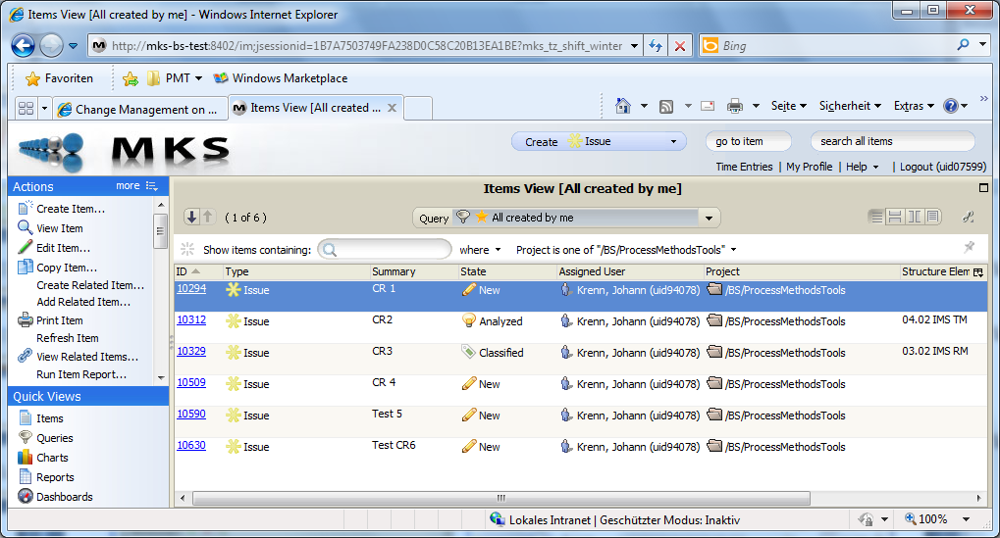 Items View [All created by me] - Windows Internet Explorer
http://mks-bs-test:8402/im;jsessionid=1B7A7503749FA238D0C58C20B13EA1BE?mks_tz_shift_winter
Bing
Favoriten PMT Windows Marketplace
Change Management on ... Items View [All created ... Seite Sicherheit Extras
MKS Create Issue go to item search all items
Time Entries | My Profile | Help | Logout (uid07599)
Actions more
Create Item...
View Item
Edit Item...
Copy Item...
Create Related Item...
Add Related Item...
Print Item
Refresh Item
View Related Items...
Run Item Report...
Quick Views
Items
Queries
Charts
Reports
Dashboards
Items View [All created by me]
( 1 of 6 ) Query All created by me
Show items containing: where Project is one of "/BS/ProcessMethodsTools"
ID Type Summary State Assigned User Project Structure Elem
10294 Issue CR 1 New Krenn, Johann (uid94078) /BS/ProcessMethodsTools
10312 Issue CR2 Analyzed Krenn, Johann (uid94078) /BS/ProcessMethodsTools 04.02 IMS TM
10329 Issue CR3 Classified Krenn, Johann (uid94078) /BS/ProcessMethodsTools 03.02 IMS RM
10509 Issue CR 4 New Krenn, Johann (uid94078) /BS/ProcessMethodsTools
10590 Issue Test 5 New Krenn, Johann (uid94078) /BS/ProcessMethodsTools
10630 Issue Test CR6 New Krenn, Johann (uid94078) /BS/ProcessMethodsTools
Lokales Intranet | Geschützter Modus: Inaktiv 100%